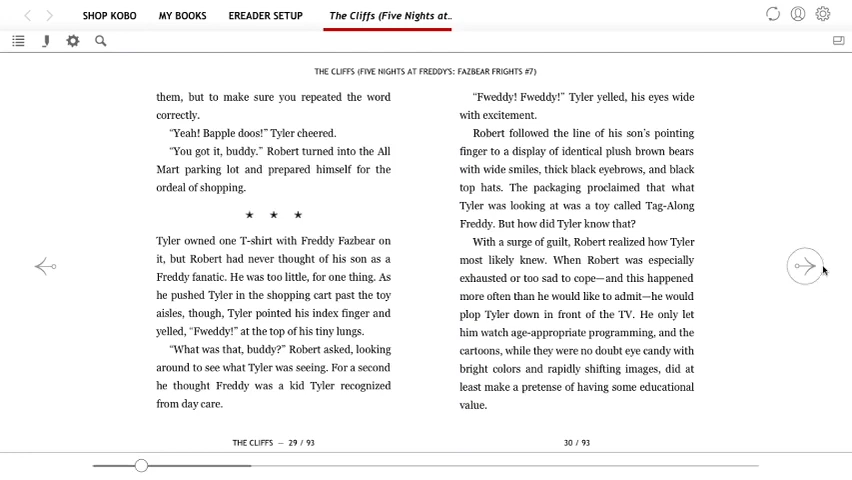 SHOP KOBO
MY BOOKS
EREADER SETUP
The Cliffs (Five Nights at..
THE CLIFFS (FIVE NIGHTS AT FREDDY'S: FAZBEAR FRIGHTS #7)
them, but to make sure you repeated the word
correctly.
“Yeah! Bapple doos!” Tyler cheered.
“You got it, buddy.” Robert turned into the All
Mart parking lot and prepared himself for the
ordeal of shopping.
★ ★ ★
Tyler owned one T-shirt with Freddy Fazbear on
it, but Robert had never thought of his son as a
Freddy fanatic. He was too little, for one thing. As
he pushed Tyler in the shopping cart past the toy
aisles, though, Tyler pointed his index finger and
yelled, “Fweddy!” at the top of his tiny lungs.
“What was that, buddy?” Robert asked, looking
around to see what Tyler was seeing. For a second
he thought Freddy was a kid Tyler recognized
from day care.
THE CLIFFS — 29 / 93
“Fweddy! Fweddy!” Tyler yelled, his eyes wide
with excitement.
Robert followed the line of his son’s pointing
finger to a display of identical plush brown bears
with wide smiles, thick black eyebrows, and black
top hats. The packaging proclaimed that what
Tyler was looking at was a toy called Tag-Along
Freddy. But how did Tyler know that?
With a surge of guilt, Robert realized how Tyler
most likely knew. When Robert was especially
exhausted or too sad to cope—and this happened
more often than he would like to admit—he would
plop Tyler down in front of the TV. He only let
him watch age-appropriate programming, and the
cartoons, while they were no doubt eye candy with
bright colors and rapidly shifting images, did at
least make a pretense of having some educational
value.
30 / 93